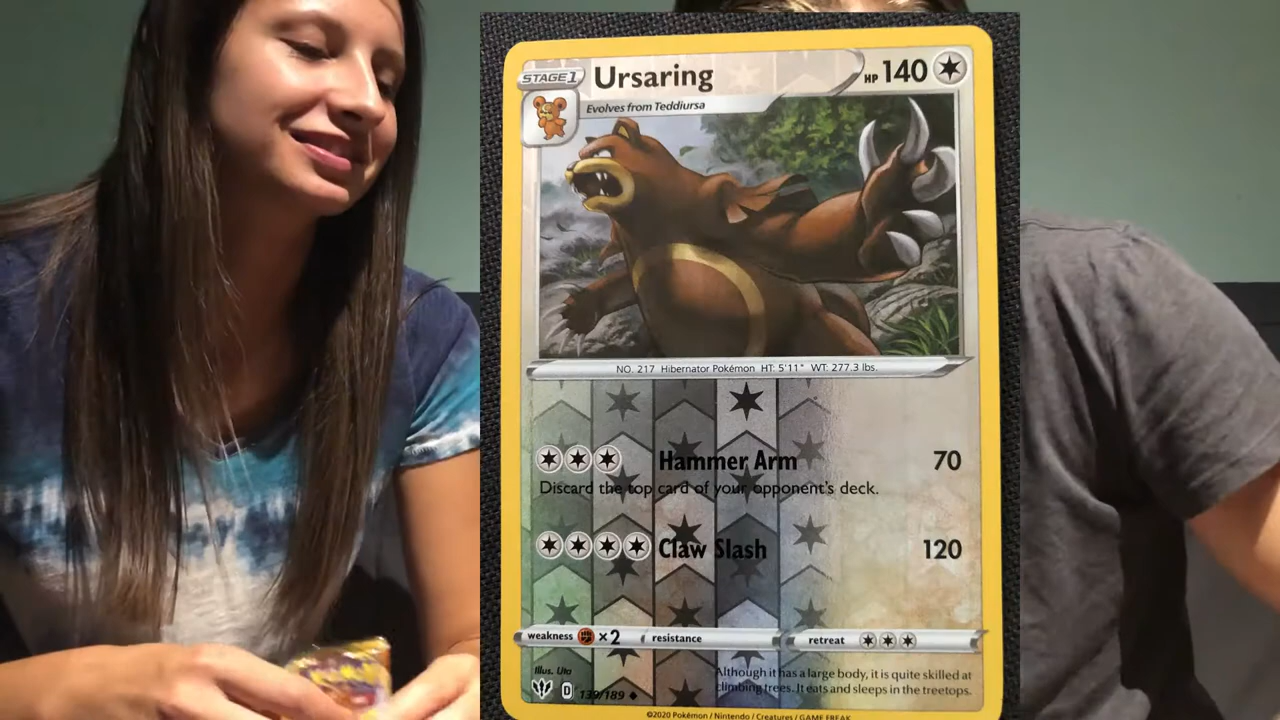 STAGE 1 Ursaring HP 140
Evolves from Teddiursa
NO. 217 Hibernator Pokémon HT: 5'11" WT: 277.3 lbs.
Hammer Arm 70
Discard the top card of your opponent's deck.
Claw Slash 120
weakness ×2 resistance retreat
Illus. Uta
Although it has a large body, it is quite skilled at
climbing trees. It eats and sleeps in the treetops.
D 139/189
©2020 Pokémon / Nintendo / Creatures / GAME FREAK